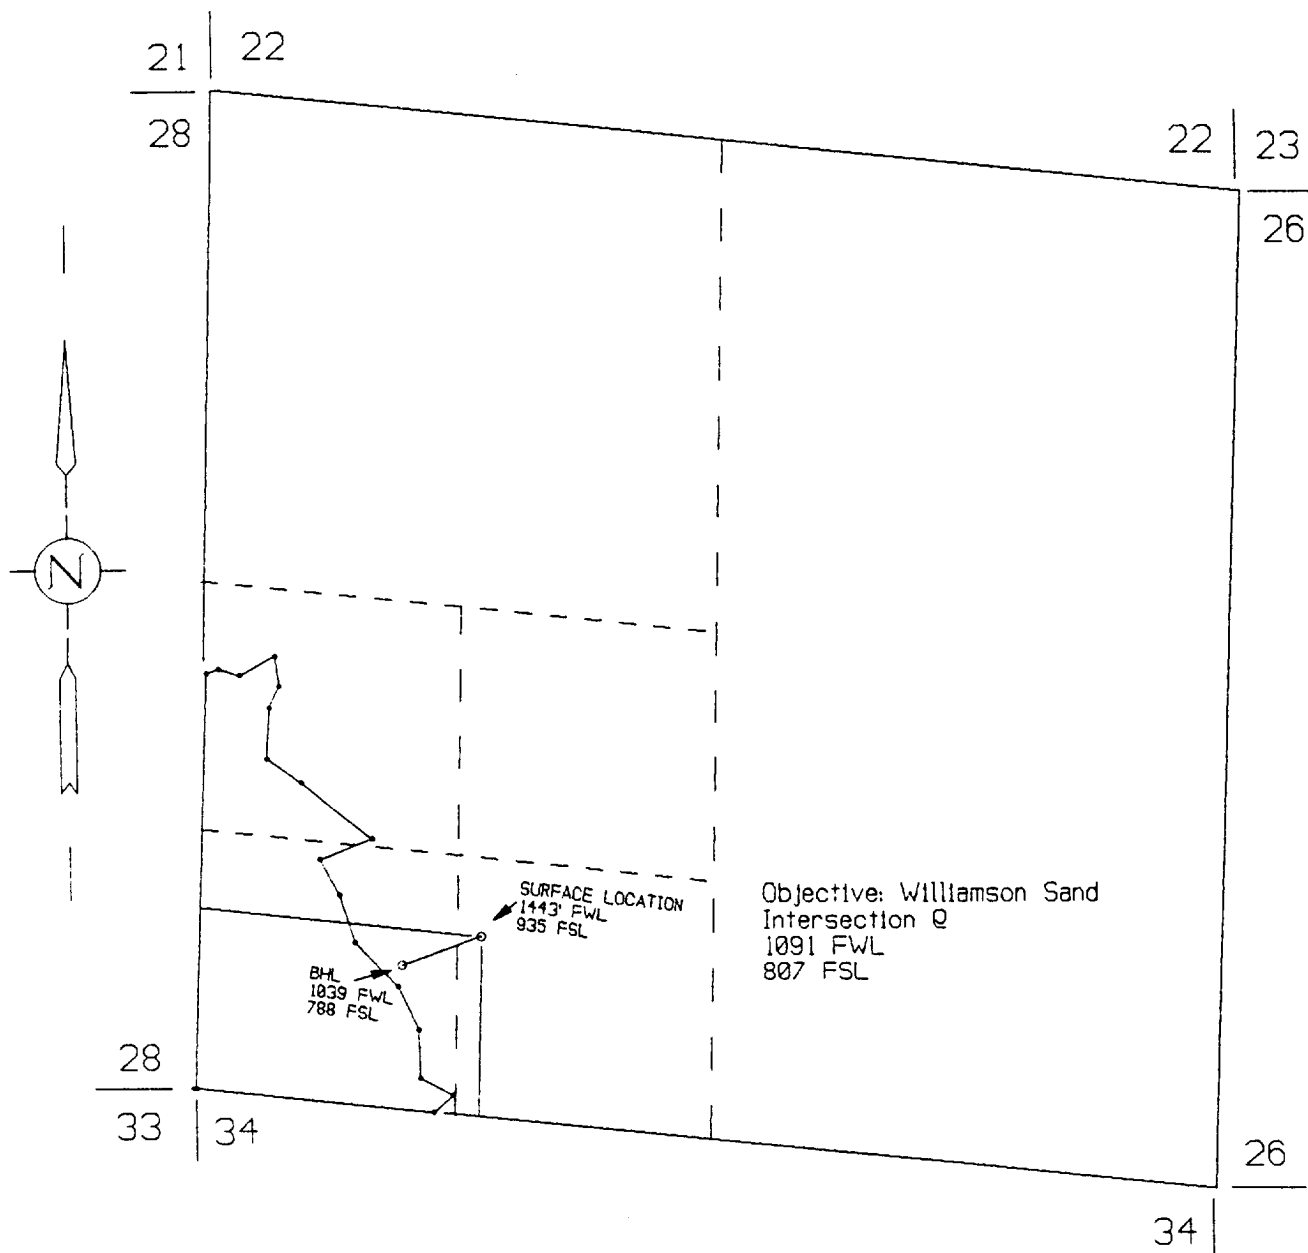 21 22
28
22 23
26
N
SURFACE LOCATION
1443' FWL
935 FSL
Objective: Williamson Sand
Intersection @
1091 FWL
807 FSL
BHL
1039 FWL
788 FSL
28
33 34
26
34